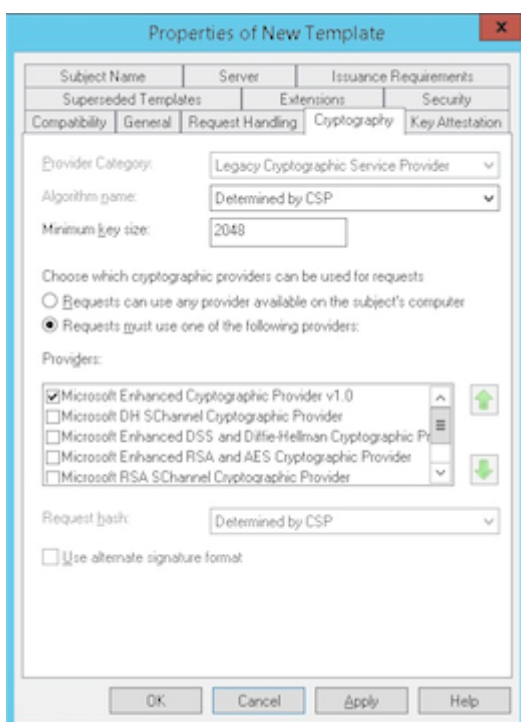 Properties of New Template
x
Subject Name Server Issuance Requirements
Superseded Templates Extensions Security
Compatibility General Request Handling Cryptography Key Attestation
Provider Category: Legacy Cryptographic Service Provider
Algorithm name: Determined by CSP
Minimum key size: 2048
Choose which cryptographic providers can be used for requests
Requests can use any provider available on the subject's computer
Requests must use one of the following providers:
Providers:
Microsoft Enhanced Cryptographic Provider v1.0
Microsoft DH SChannel Cryptographic Provider
Microsoft Enhanced DSS and Diffie-Hellman Cryptographic Pr
Microsoft Enhanced RSA and AES Cryptographic Provider
Microsoft RSA SChannel Cryptographic Provider
Request hash: Determined by CSP
Use alternate signature format
OK Cancel Apply Help